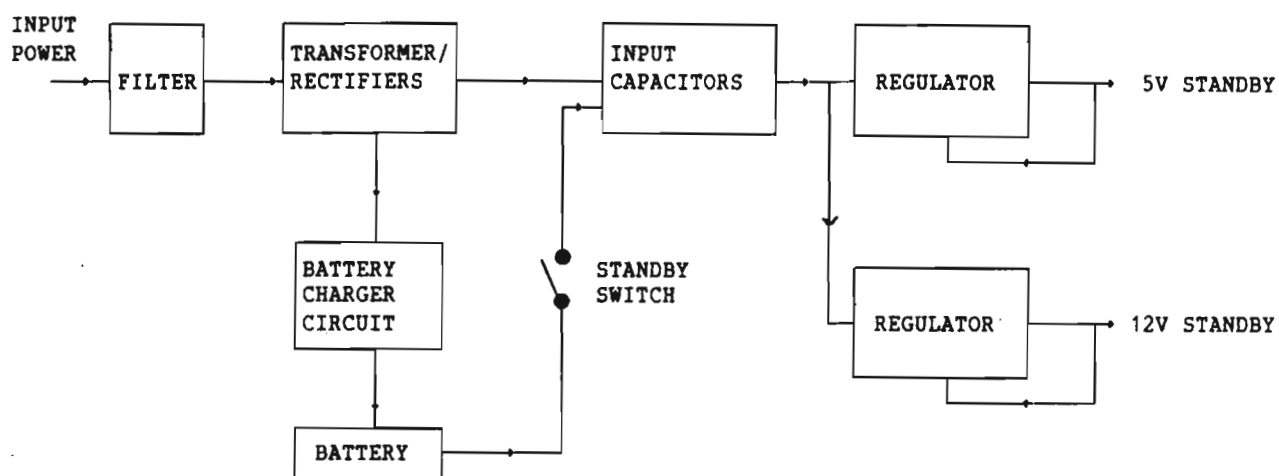 INPUT
POWER
FILTER
TRANSFORMER/
RECTIFIERS
INPUT
CAPACITORS
REGULATOR
5V STANDBY
BATTERY
CHARGER
CIRCUIT
STANDBY
SWITCH
REGULATOR
12V STANDBY
BATTERY